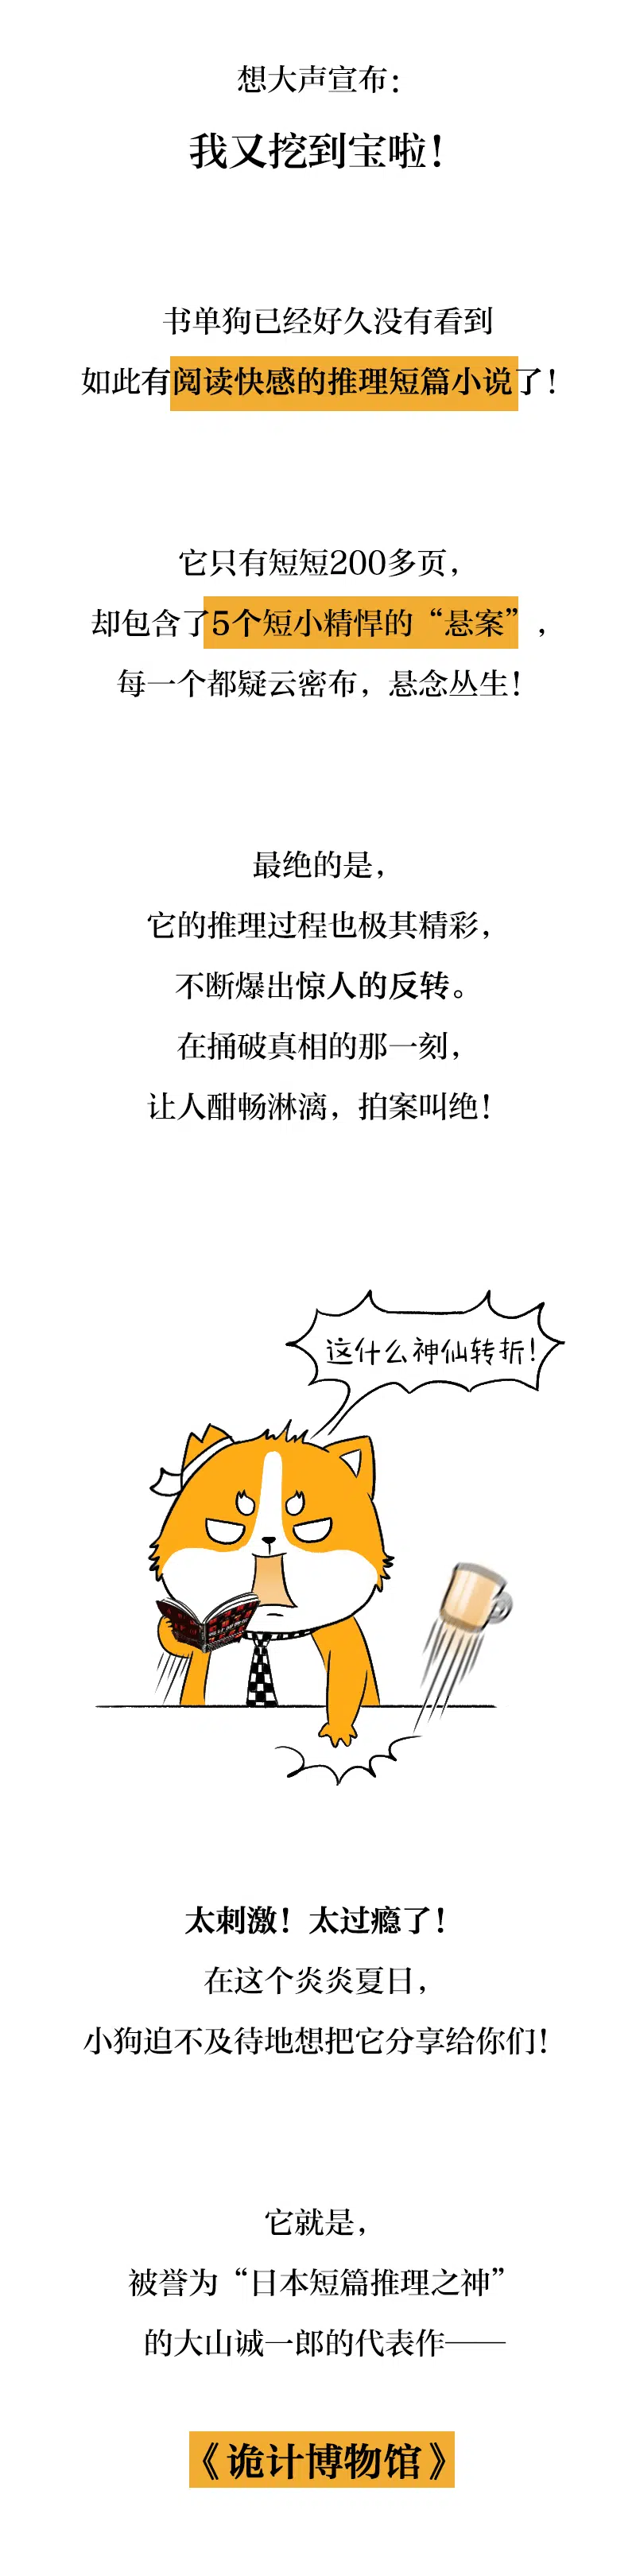 想大声宣布：
我又挖到宝啦！
书单狗已经好久没有看到
如此有阅读快感的推理短篇小说了！
它只有短短200多页，
却包含了5个短小精悍的“悬案”，
每一个都疑云密布，悬念丛生！
最绝的是，
它的推理过程也极其精彩，
不断爆出惊人的反转。
在捅破真相的那一刻，
让人酣畅淋漓，拍案叫绝！
这什么神仙转折！
太刺激！太过瘾了！
在这个炎炎夏日，
小狗迫不及待地想把它分享给你们！
它就是，
被誉为“日本短篇推理之神”
的大山诚一郎的代表作——
《诡计博物馆》